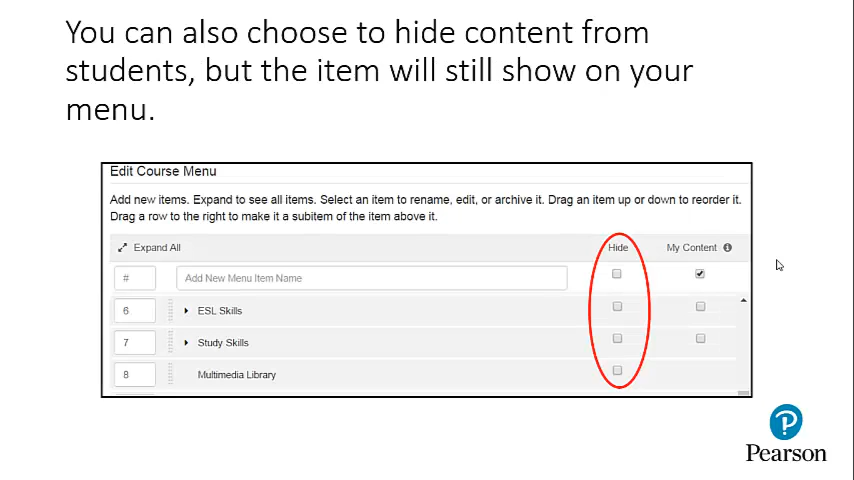 You can also choose to hide content from
students, but the item will still show on your
menu.
Edit Course Menu
Add new items. Expand to see all items. Select an item to rename, edit, or archive it. Drag an item up or down to reorder it.
Drag a row to the right to make it a subitem of the item above it.
Expand All Hide My Content
# Add New Menu Item Name
6 ESL Skills
7 Study Skills
8 Multimedia Library
Pearson